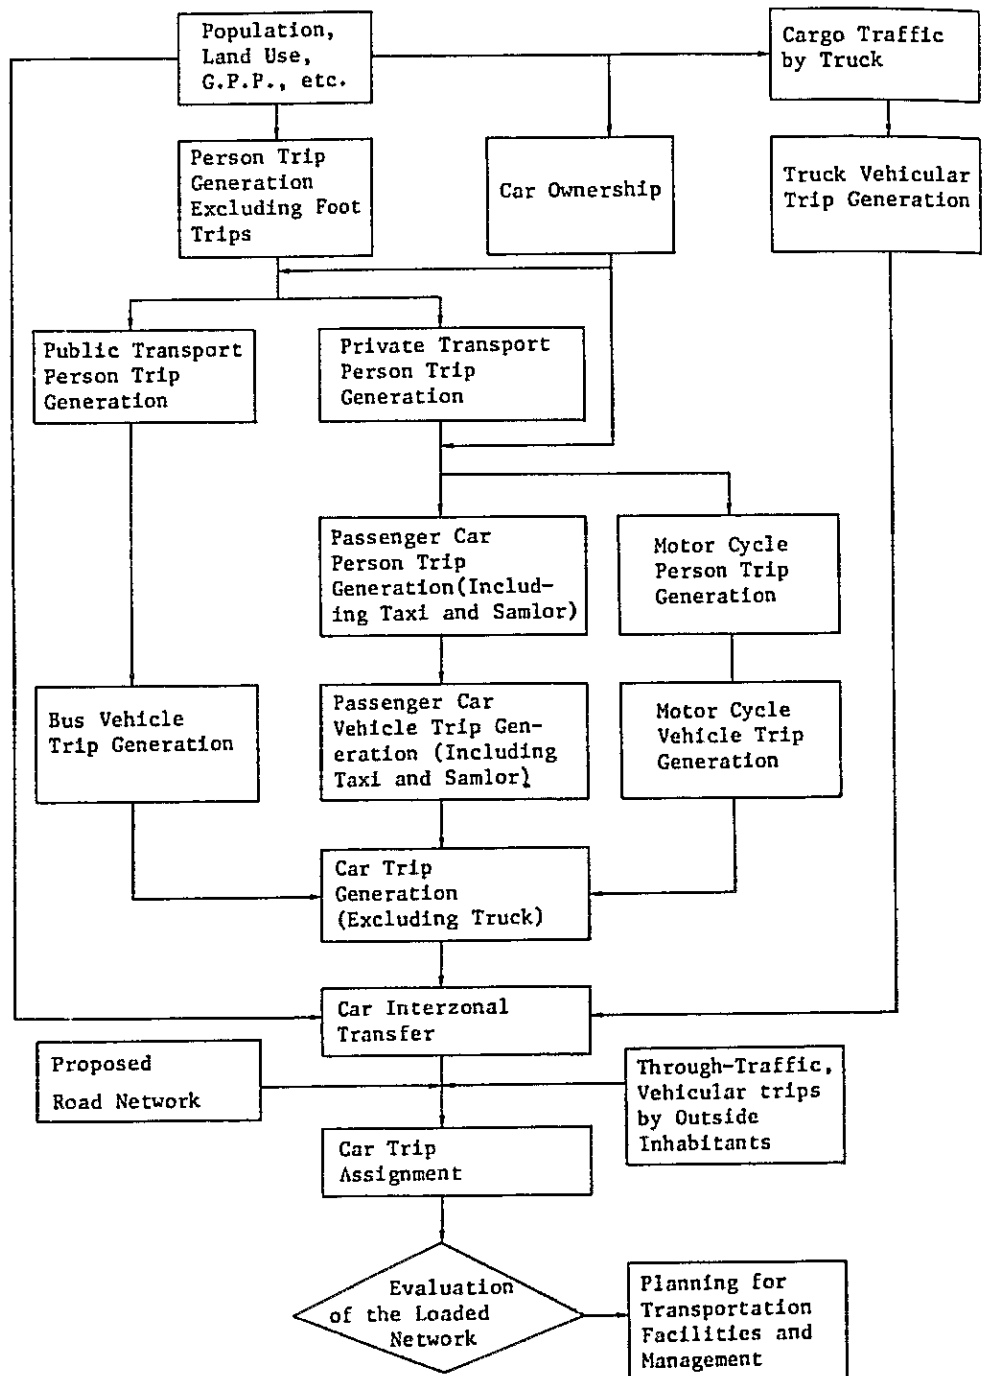 Population,
Land Use,
G.P.P., etc.
Cargo Traffic
by Truck
Person Trip
Generation
Excluding Foot
Trips
Car Ownership
Truck Vehicular
Trip Generation
Public Transport
Person Trip
Generation
Private Transport
Person Trip
Generation
Passenger Car
Person Trip
Generation(Includ-
ing Taxi and Samlor)
Motor Cycle
Person Trip
Generation
Bus Vehicle
Trip Generation
Passenger Car
Vehicle Trip Gen-
eration (Including
Taxi and Samlor)
Motor Cycle
Vehicle Trip
Generation
Car Trip
Generation
(Excluding Truck)
Car Interzonal
Transfer
Proposed
Road Network
Through-Traffic,
Vehicular trips
by Outside
Inhabitants
Car Trip
Assignment
Evaluation
of the Loaded
Network
Planning for
Transportation
Facilities and
Management